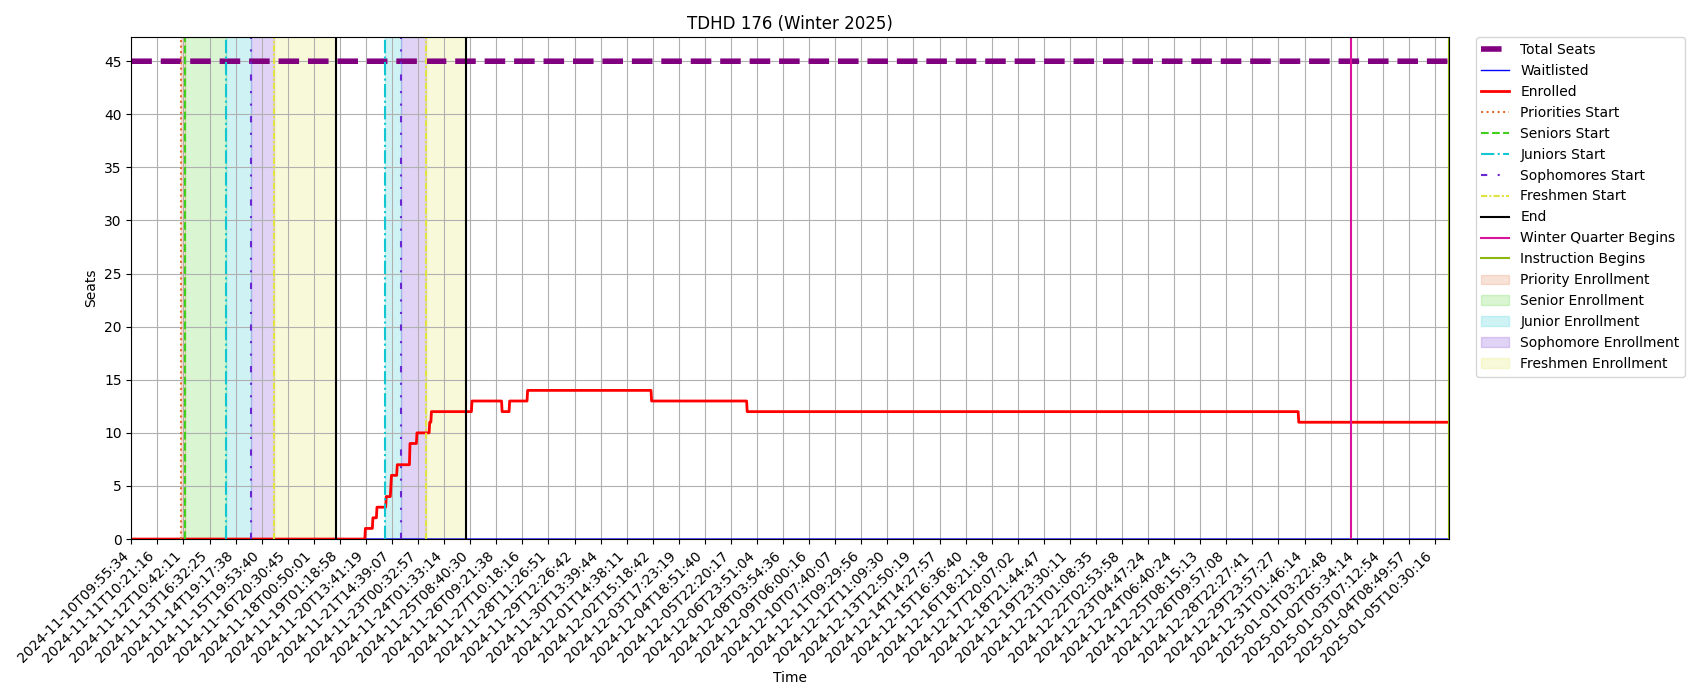 TDHD 176 (Winter 2025)
Seats
45
40
35
30
25
20
15
10
5
0
2024-11-10T09:55:34
2024-11-11T10:21:16
2024-11-12T10:42:11
2024-11-13T16:32:25
2024-11-14T19:17:38
2024-11-15T19:53:40
2024-11-16T20:30:45
2024-11-18T00:50:01
2024-11-19T01:18:58
2024-11-20T13:41:19
2024-11-21T14:39:07
2024-11-22T23:32:57
2024-11-24T01:33:14
2024-11-25T08:40:30
2024-11-26T09:21:38
2024-11-27T10:18:16
2024-11-28T11:26:51
2024-11-29T12:26:42
2024-11-30T13:39:44
2024-12-01T14:38:11
2024-12-02T15:18:42
2024-12-03T17:23:19
2024-12-04T18:51:40
2024-12-05T22:20:17
2024-12-06T23:51:04
2024-12-08T03:54:36
2024-12-09T06:00:16
2024-12-10T07:40:07
2024-12-11T09:29:56
2024-12-12T11:09:30
2024-12-13T12:50:19
2024-12-14T14:27:57
2024-12-15T16:36:40
2024-12-16T18:21:18
2024-12-17T20:07:02
2024-12-18T21:44:47
2024-12-19T23:30:11
2024-12-21T01:08:35
2024-12-22T02:53:58
2024-12-23T04:47:24
2024-12-24T06:40:24
2024-12-25T08:15:13
2024-12-26T09:57:08
2024-12-28T22:27:41
2024-12-29T23:57:27
2024-12-31T01:46:14
2025-01-01T03:22:48
2025-01-02T05:34:14
2025-01-03T07:12:54
2025-01-04T08:49:57
2025-01-05T10:30:16
Time
Total Seats
Waitlisted
Enrolled
Priorities Start
Seniors Start
Juniors Start
Sophomores Start
Freshmen Start
End
Winter Quarter Begins
Instruction Begins
Priority Enrollment
Senior Enrollment
Junior Enrollment
Sophomore Enrollment
Freshmen Enrollment